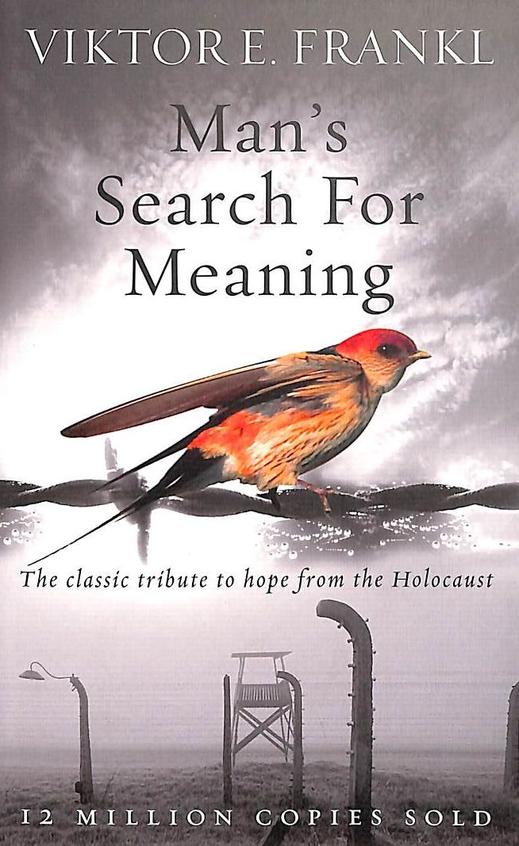 VIKTOR E. FRANKL
Man's
Search For
Meaning
The classic tribute to hope from the Holocaust
12 MILLION COPIES SOLD